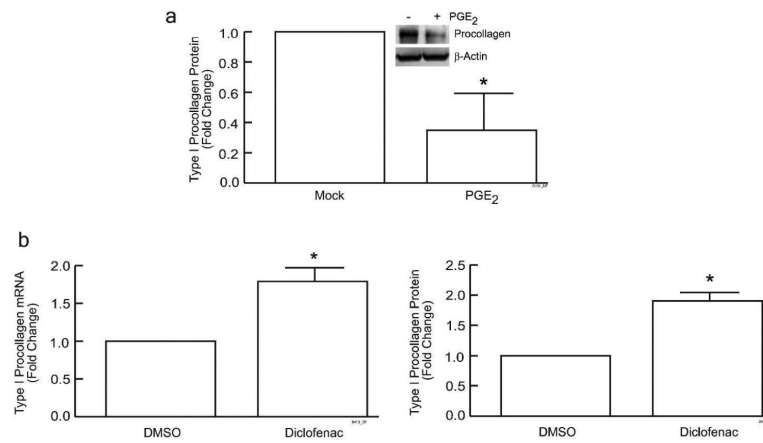 a
- + PGE2
Procollagen
β-Actin
Type I Procollagen Protein
(Fold Change)
1.0
0.8
0.6
0.4
0.2
0.0
*
Mock
PGE2
b
Type I Procollagen mRNA
(Fold Change)
2.0
1.5
1.0
0.5
0.0
*
DMSO
Diclofenac
Type I Procollagen Protein
(Fold Change)
2.5
2.0
1.5
1.0
0.5
0.0
*
DMSO
Diclofenac